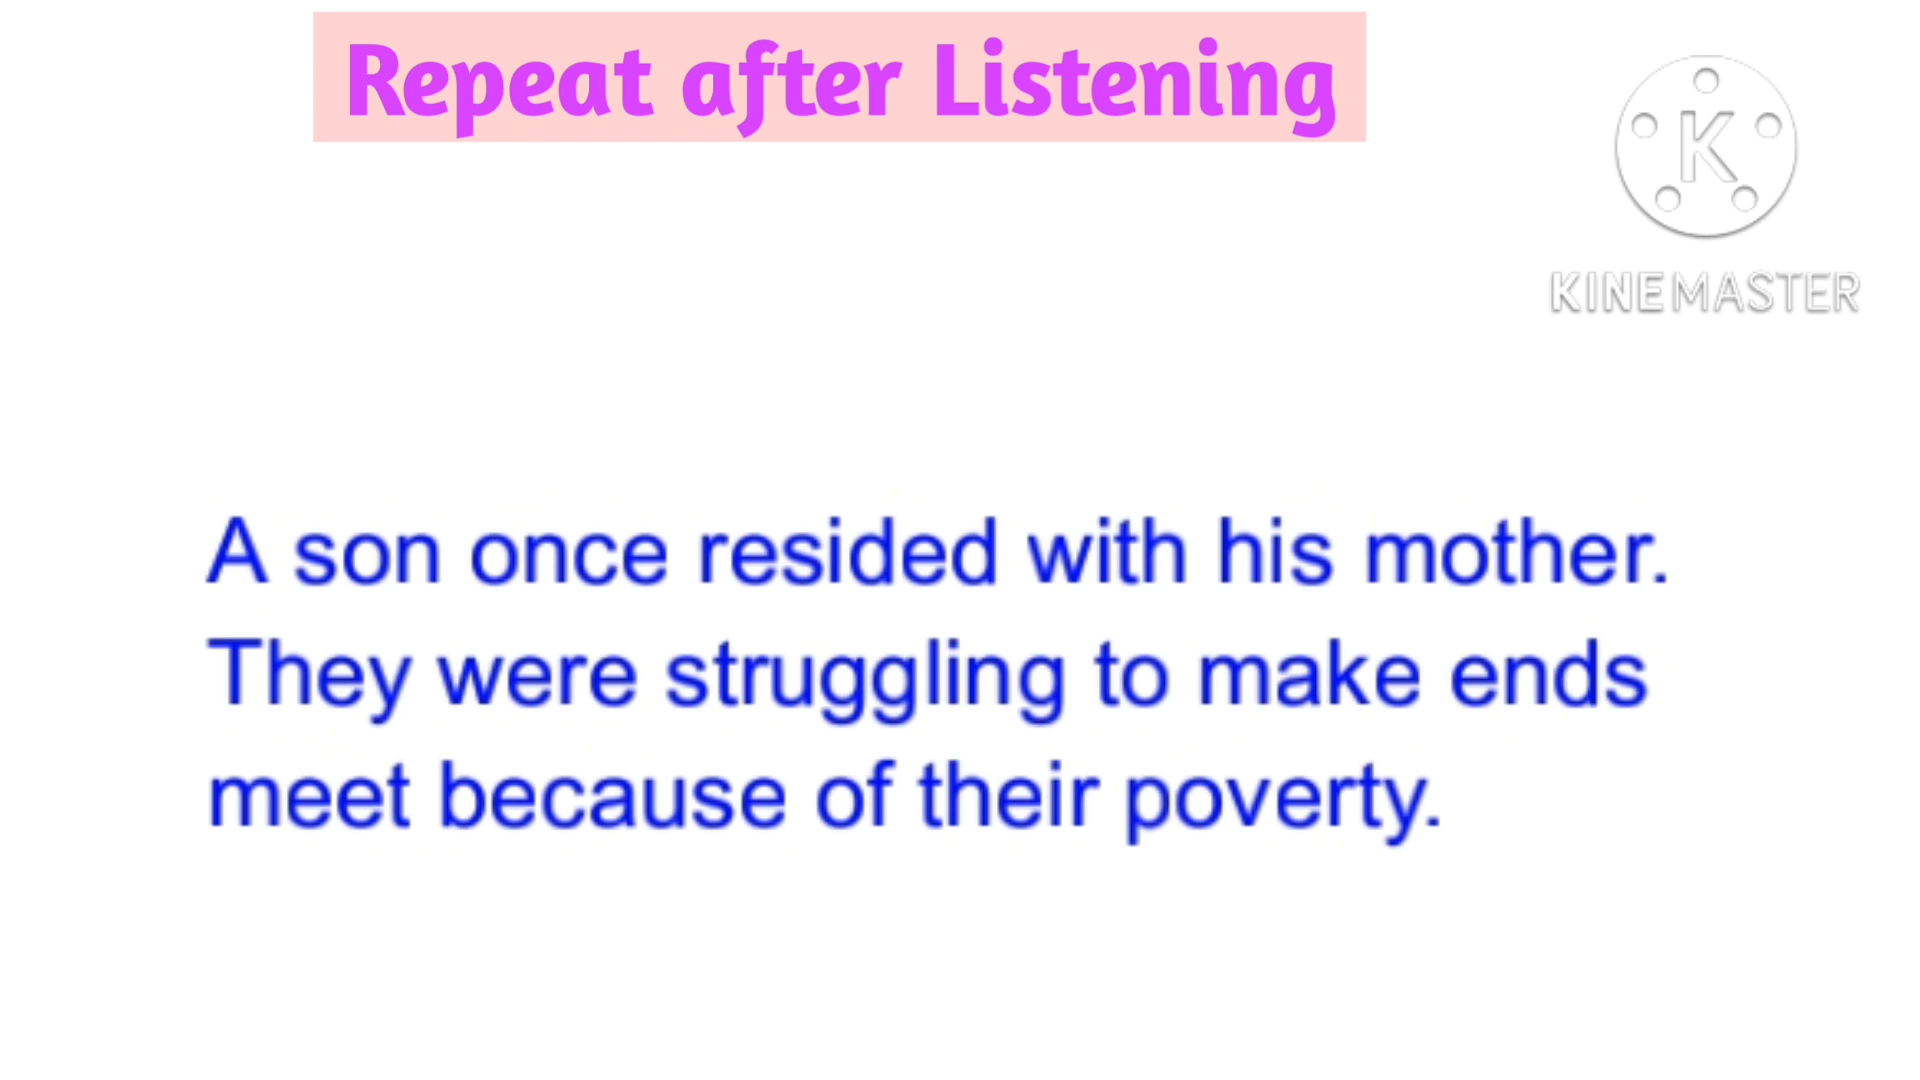 Repeat after Listening
K
KINEMASTER
A son once resided with his mother.
They were struggling to make ends
meet because of their poverty.